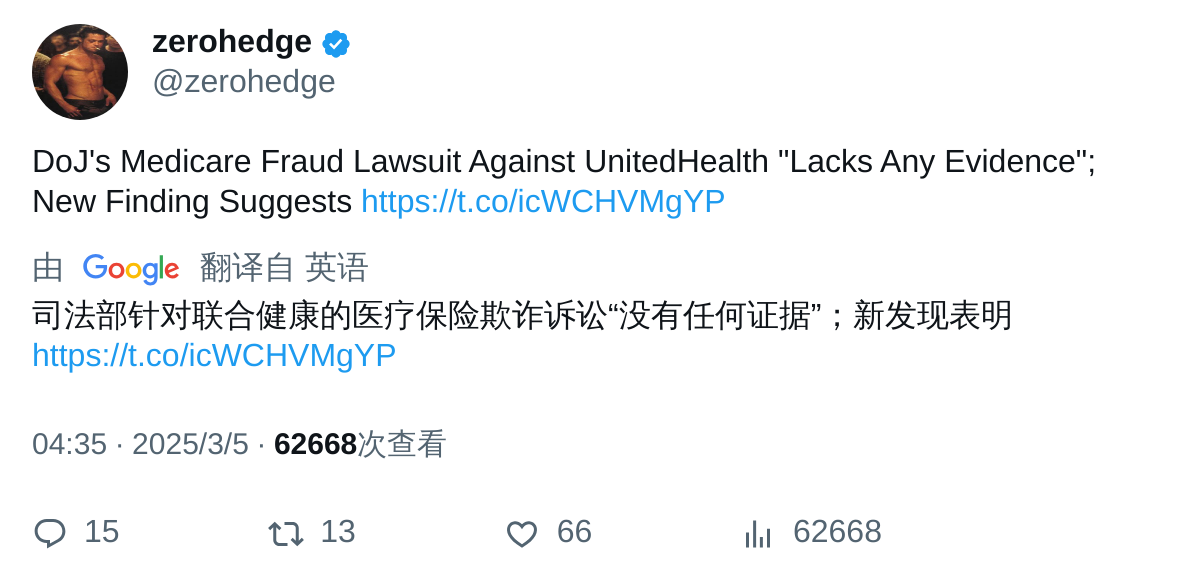 zerohedge
@zerohedge
DoJ's Medicare Fraud Lawsuit Against UnitedHealth "Lacks Any Evidence";
New Finding Suggests https://t.co/icWCHVMgYP
由 Google 翻译自 英语
司法部针对联合健康的医疗保险欺诈诉讼“没有任何证据”；新发现表明
https://t.co/icWCHVMgYP
04:35 · 2025/3/5 · 62668次查看
15 13 66 62668